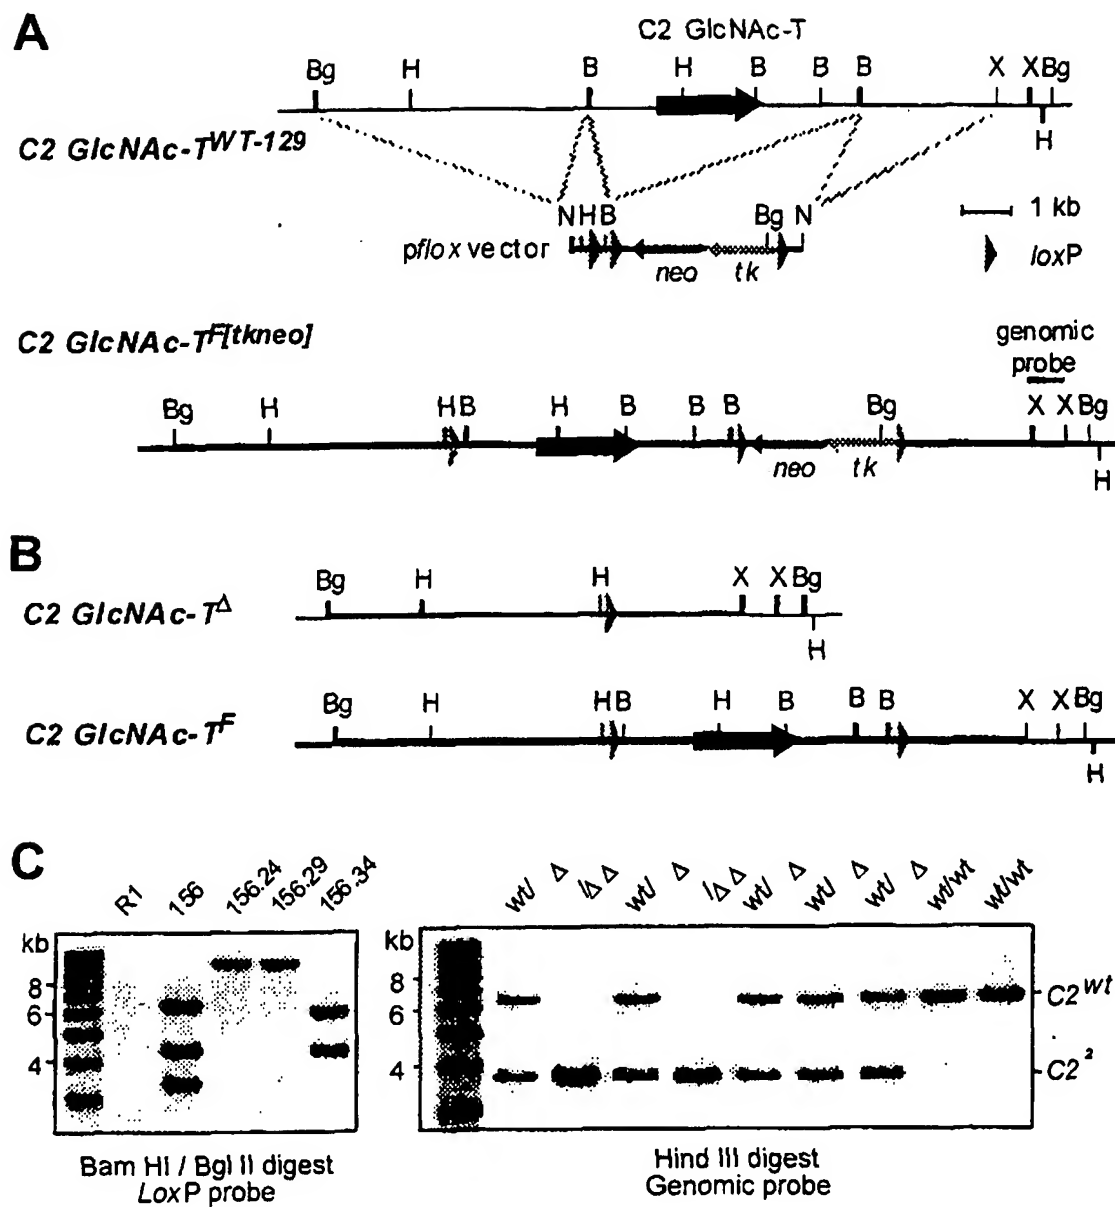 A
C2 GlcNAc-T
Bg H B H B B B X X Bg
H
C2 GlcNAc-T^WT-129
N H B Bg N
1 kb
pflox vector
neo tk
loxP
C2 GlcNAc-T^F[tkneo]
genomic
probe
Bg H H B H B B B Bg X X Bg
neo tk
H
B
Bg H H X X Bg
C2 GlcNAc-T^Δ
H
Bg H H B H B B B X X Bg
C2 GlcNAc-T^F
H
C
R1 156 156.24 156.29 156.34
kb
8
6
4
Bam HI / Bgl II digest
LoxP probe
wt/Δ Δ/Δ wt/Δ Δ/Δ wt/Δ wt/Δ wt/Δ wt/wt wt/wt
kb
8
6
4
C2^wt
C2^2
Hind III digest
Genomic probe